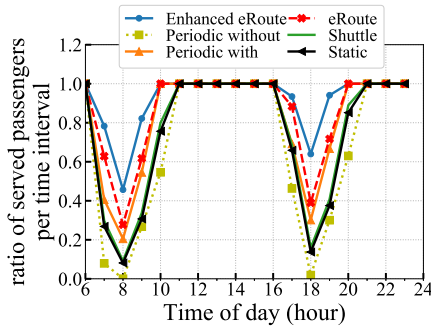 Enhanced eRoute
Periodic without
Periodic with
eRoute
Shuttle
Static
1.2
1.0
0.8
0.6
0.4
0.2
0.0
6 8 10 12 14 16 18 20 22 24
ratio of served passengers
per time interval
Time of day (hour)